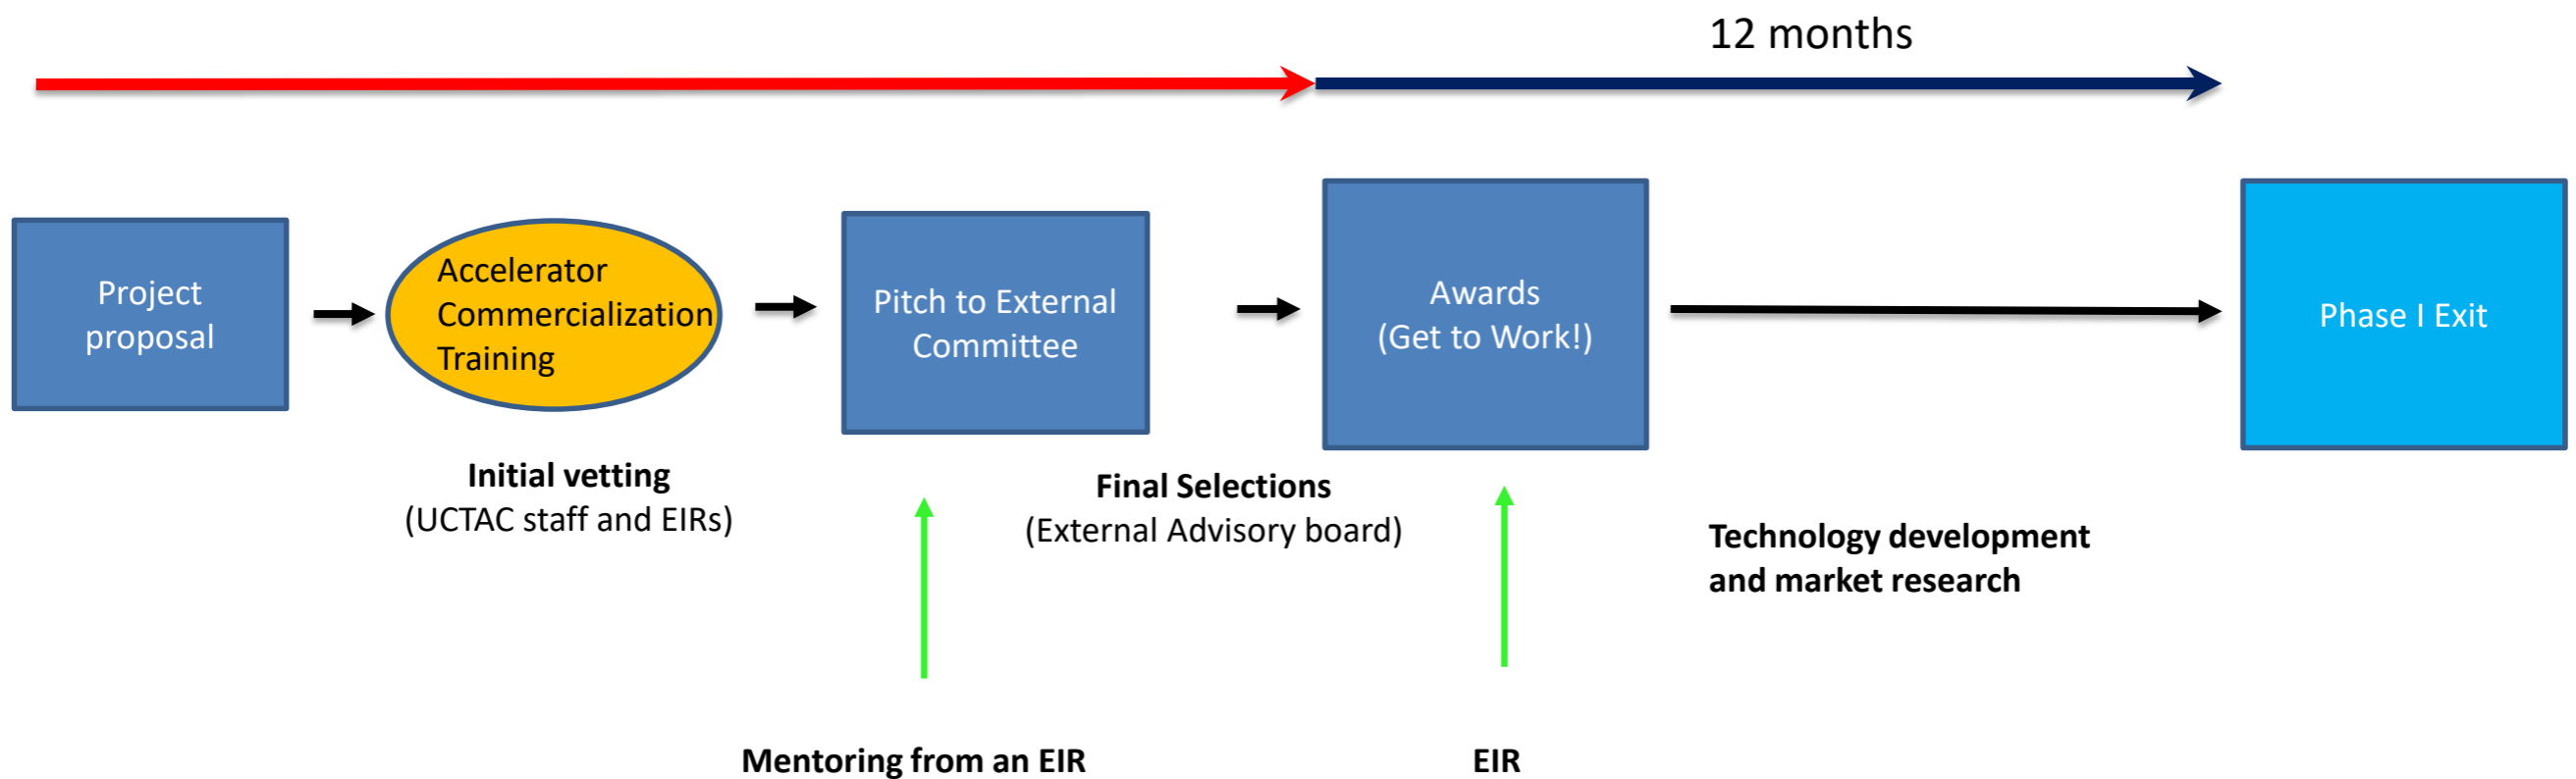 12 months
Project
proposal
Accelerator
Commercialization
Training
Pitch to External
Committee
Awards
(Get to Work!)
Phase I Exit
Initial vetting
(UCTAC staff and EIRs)
Final Selections
(External Advisory board)
Technology development
and market research
Mentoring from an EIR
EIR